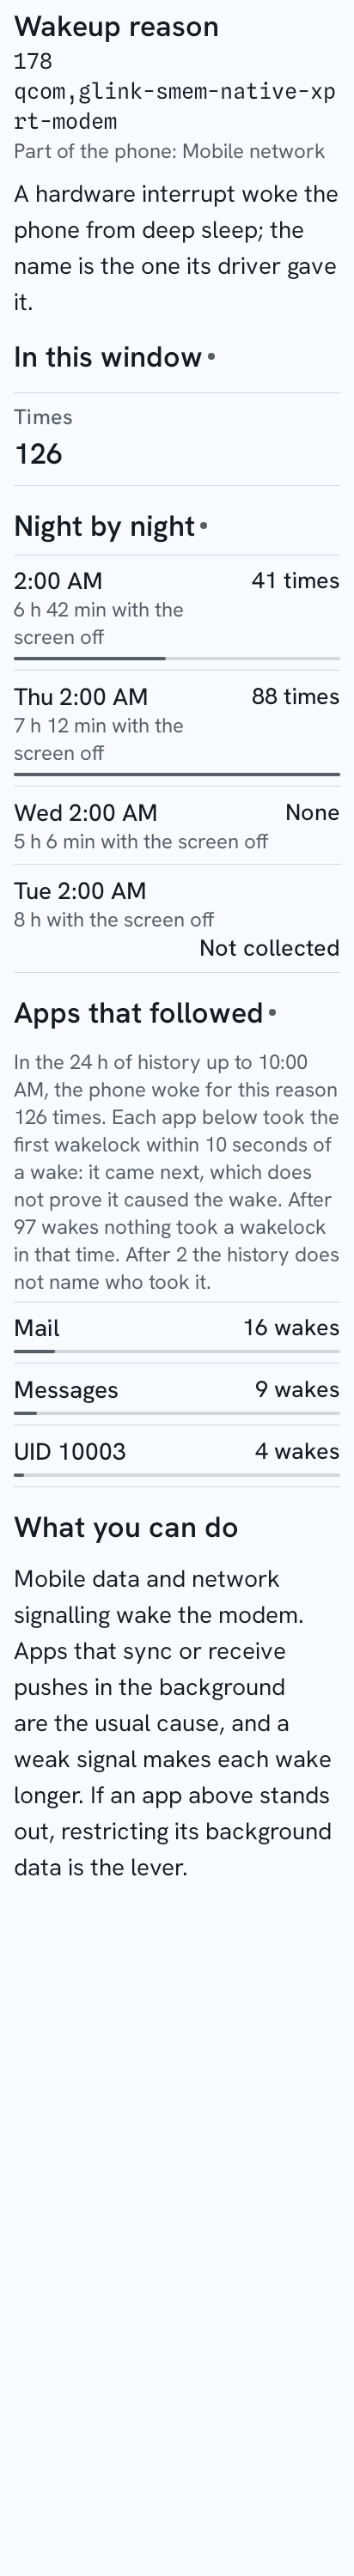 Wakeup reason
178
qcom,glink-smem-native-xp
rt-modem
Part of the phone: Mobile network
A hardware interrupt woke the
phone from deep sleep; the
name is the one its driver gave
it.
In this window •
Times
126
Night by night •
2:00 AM 41 times
6 h 42 min with the
screen off
Thu 2:00 AM 88 times
7 h 12 min with the
screen off
Wed 2:00 AM None
5 h 6 min with the screen off
Tue 2:00 AM
8 h with the screen off
Not collected
Apps that followed •
In the 24 h of history up to 10:00
AM, the phone woke for this reason
126 times. Each app below took the
first wakelock within 10 seconds of
a wake: it came next, which does
not prove it caused the wake. After
97 wakes nothing took a wakelock
in that time. After 2 the history does
not name who took it.
Mail 16 wakes
Messages 9 wakes
UID 10003 4 wakes
What you can do
Mobile data and network
signalling wake the modem.
Apps that sync or receive
pushes in the background
are the usual cause, and a
weak signal makes each wake
longer. If an app above stands
out, restricting its background
data is the lever.